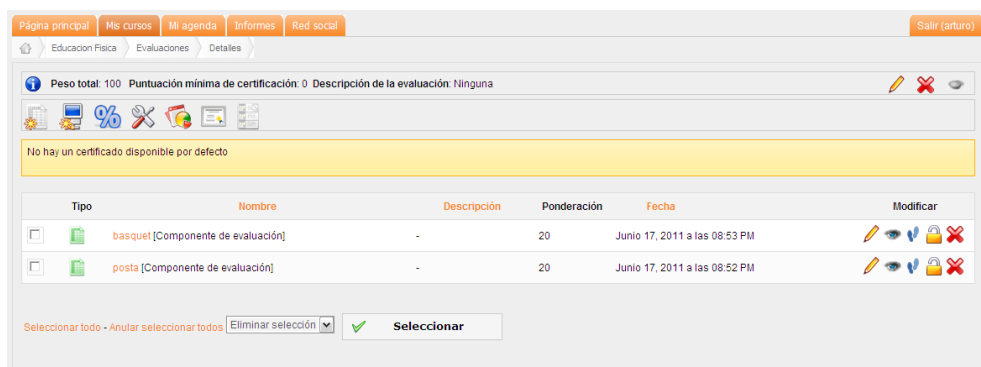 Página principal Mis cursos Mi agenda Informes Red social Salir (arturo)
Educacion Fisica Evaluaciones Detalles
Peso total: 100 Puntuación mínima de certificación: 0 Descripción de la evaluación: Ninguna
No hay un certificado disponible por defecto
Tipo Nombre Descripción Ponderación Fecha Modificar
basquet [Componente de evaluación] - 20 Junio 17, 2011 a las 08:53 PM
posta [Componente de evaluación] - 20 Junio 17, 2011 a las 08:52 PM
Seleccionar todo - Anular seleccionar todos Eliminar selección Seleccionar